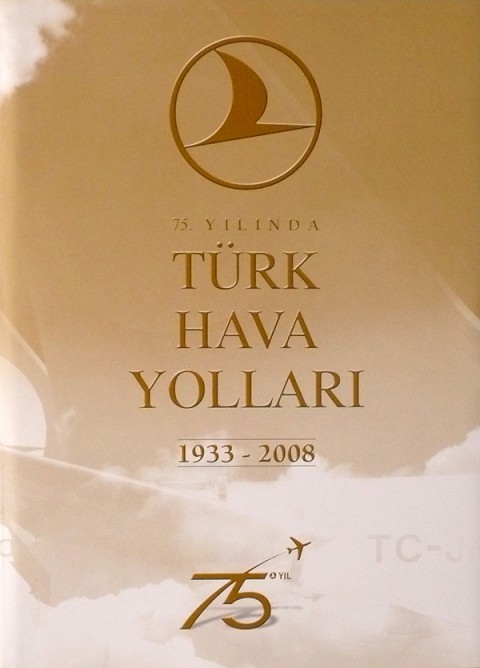 75. YILINDA
TÜRK
HAVA
YOLLARI
1933 - 2008
TC-J
75. YIL